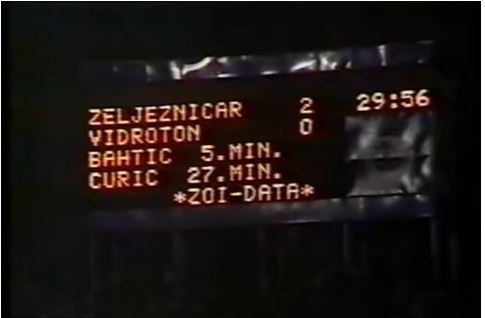 ZELJEZNICAR 2 29:56
VIDROTON 0
BAHTIC 5.MIN.
CURIC 27.MIN.
*ZOI-DATA*